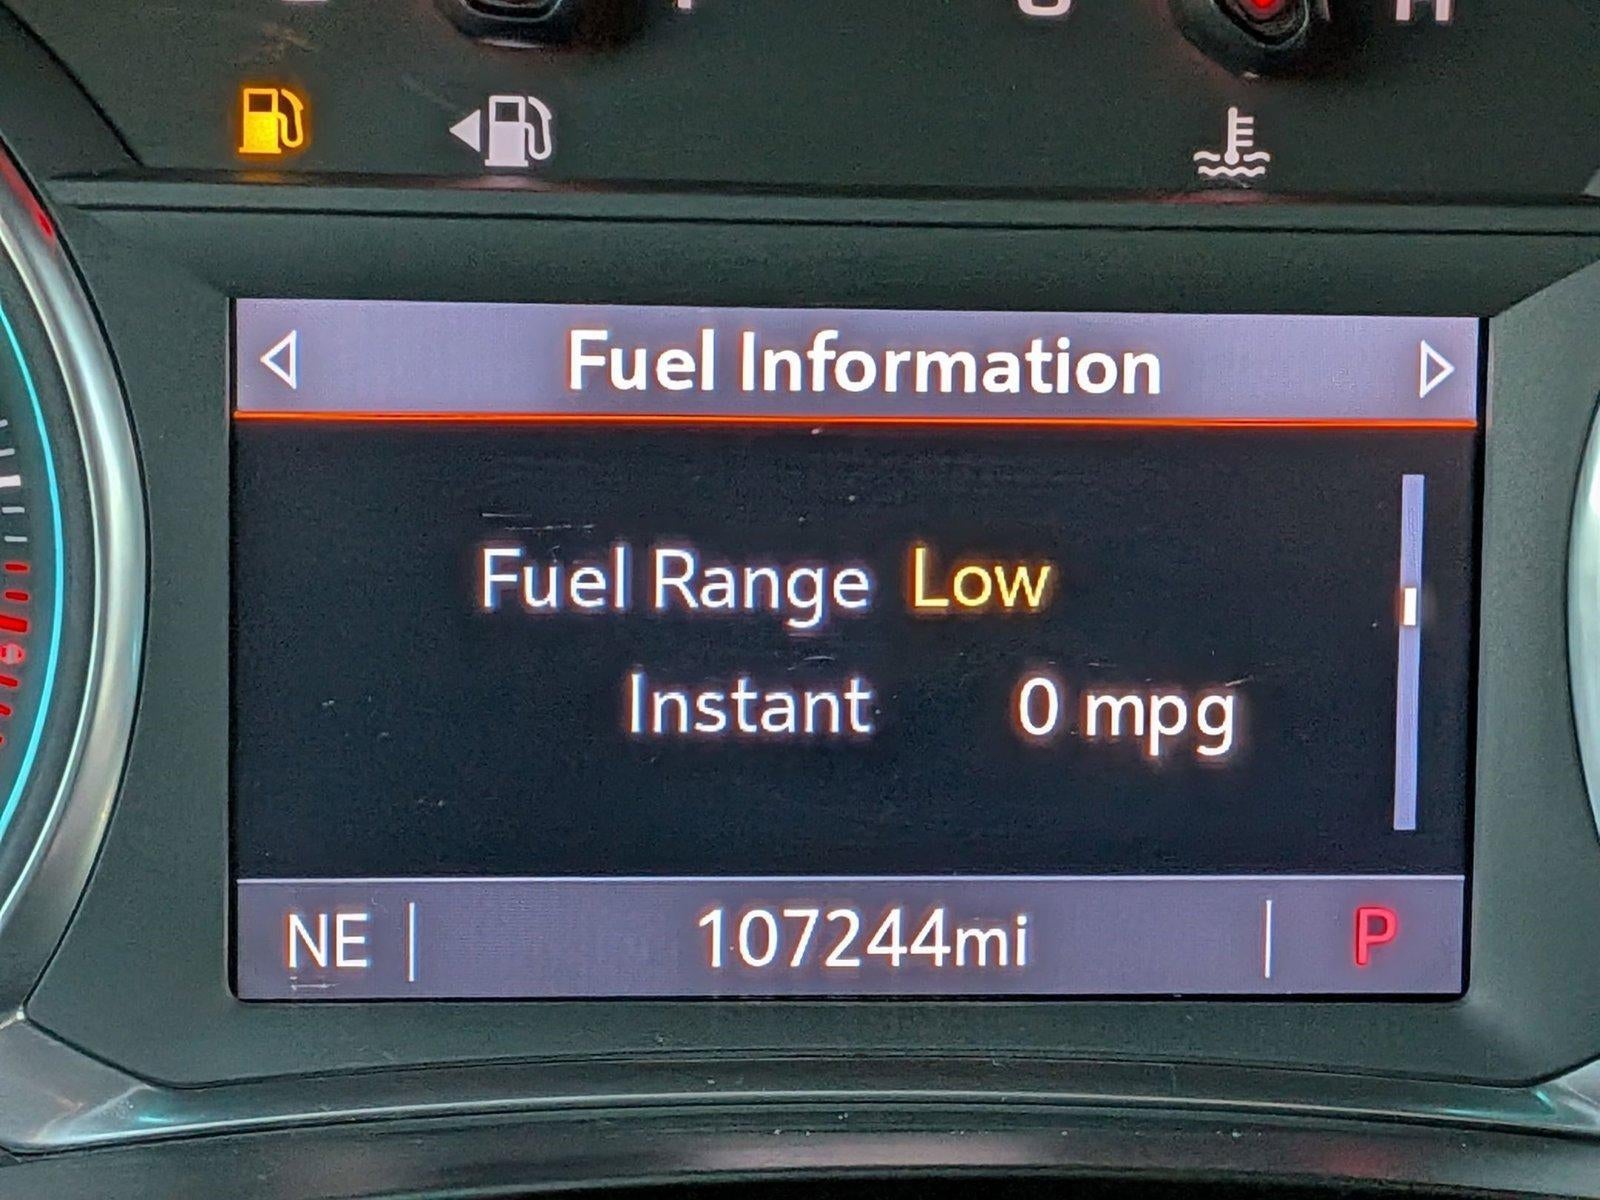 Fuel Information
Fuel Range Low
Instant 0 mpg
NE 107244mi P